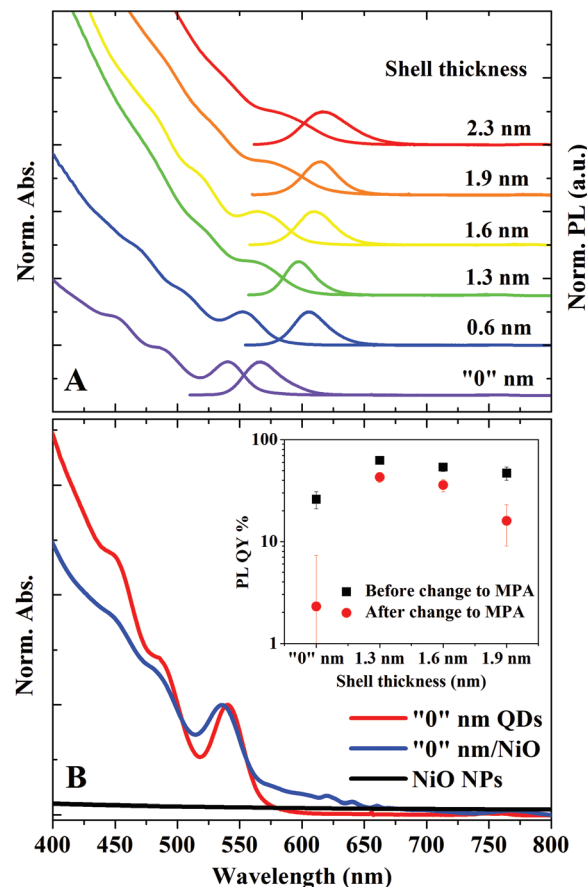 Shell thickness
2.3 nm
1.9 nm
1.6 nm
1.3 nm
0.6 nm
"0" nm
A
Norm. Abs.
Norm. PL (a.u.)
B
Norm. Abs.
100
10
1
PL QY %
Before change to MPA
After change to MPA
"0" nm 1.3 nm 1.6 nm 1.9 nm
Shell thickness (nm)
"0" nm QDs
"0" nm/NiO
NiO NPs
400 450 500 550 600 650 700 750 800
Wavelength (nm)